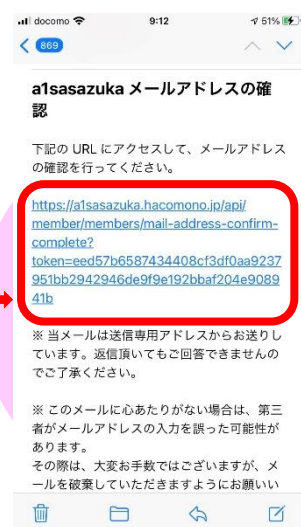 docomo 9:12 51%
869
a1sasazuka メールアドレスの確
認
下記の URL にアクセスして、メールアドレス
の確認を行ってください。
https://a1sasazuka.hacomono.jp/api/
member/members/mail-address-confirm-
complete?
token=eed57b6587434408cf3df0aa9237
951bb2942946de9f9e192bbaf204e9089
41b
※ 当メールは送信専用アドレスからお送りし
ています。返信頂いてもご回答できませんの
でご了承ください。
※ このメールに心あたりがない場合は、第三
者がメールアドレスの入力を誤った可能性が
あります。
その際は、大変お手数ではございますが、メ
ールを破棄していただきますようにお願いい